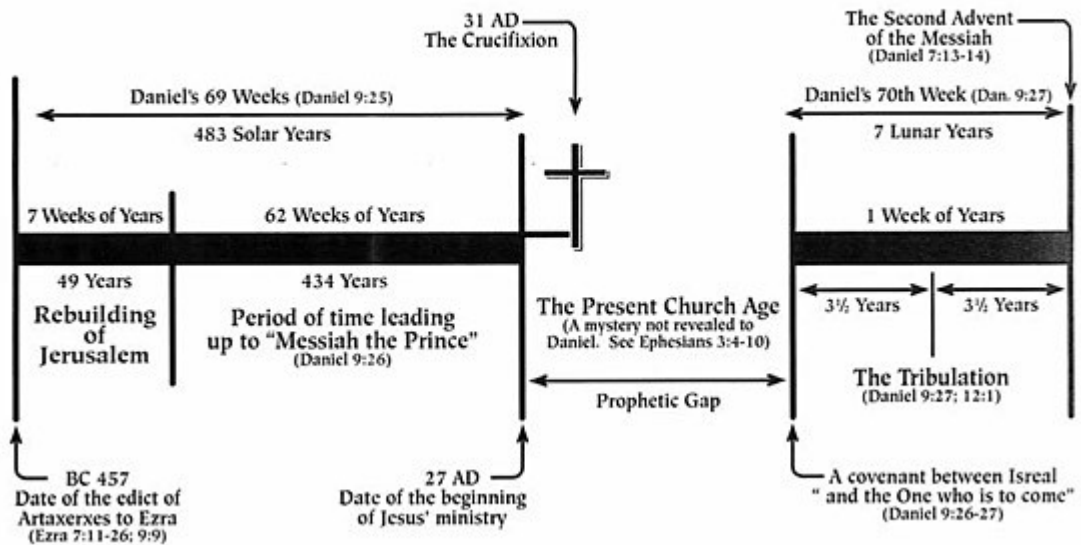 31 AD
The Crucifixion
The Second Advent
of the Messiah
(Daniel 7:13-14)
Daniel's 69 Weeks (Daniel 9:25)
483 Solar Years
Daniel's 70th Week (Dan. 9:27)
7 Lunar Years
7 Weeks of Years
62 Weeks of Years
1 Week of Years
49 Years
434 Years
3½ Years
3½ Years
Rebuilding
of
Jerusalem
Period of time leading
up to “Messiah the Prince”
(Daniel 9:26)
The Present Church Age
(A mystery not revealed to
Daniel. See Ephesians 3:4-10)
Prophetic Gap
The Tribulation
(Daniel 9:27; 12:1)
BC 457
Date of the edict of
Artaxerxes to Ezra
(Ezra 7:11-26; 9:9)
27 AD
Date of the beginning
of Jesus' ministry
A covenant between Isreal
“ and the One who is to come”
(Daniel 9:26-27)